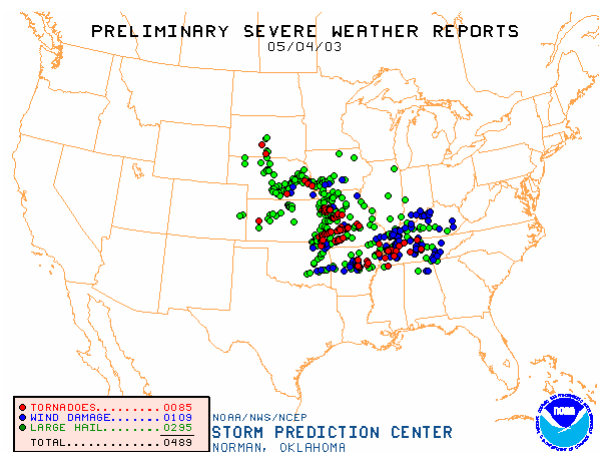 PRELIMINARY SEVERE WEATHER REPORTS
05/04/03
TORNADOES........0085
WIND DAMAGE......0109
LARGE HAIL.......0295
TOTAL............0489
NOAA/NWS/NCEP
STORM PREDICTION CENTER
NORMAN, OKLAHOMA
noaa